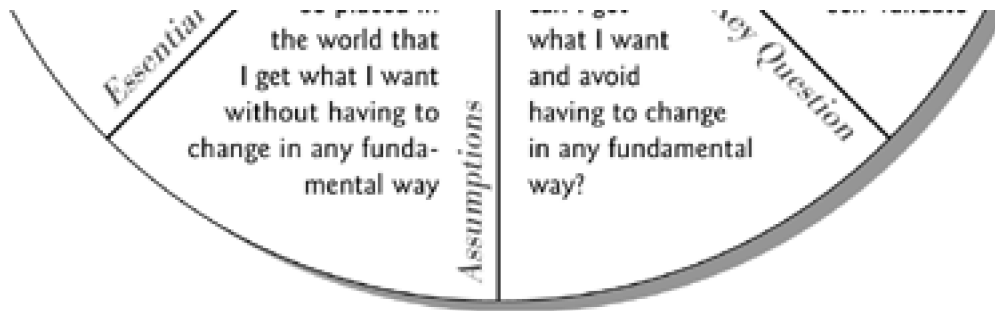 Essential
the world that
I get what I want
without having to
change in any funda-
mental way
Assumptions
what I want
and avoid
having to change
in any fundamental
way?
Key Question